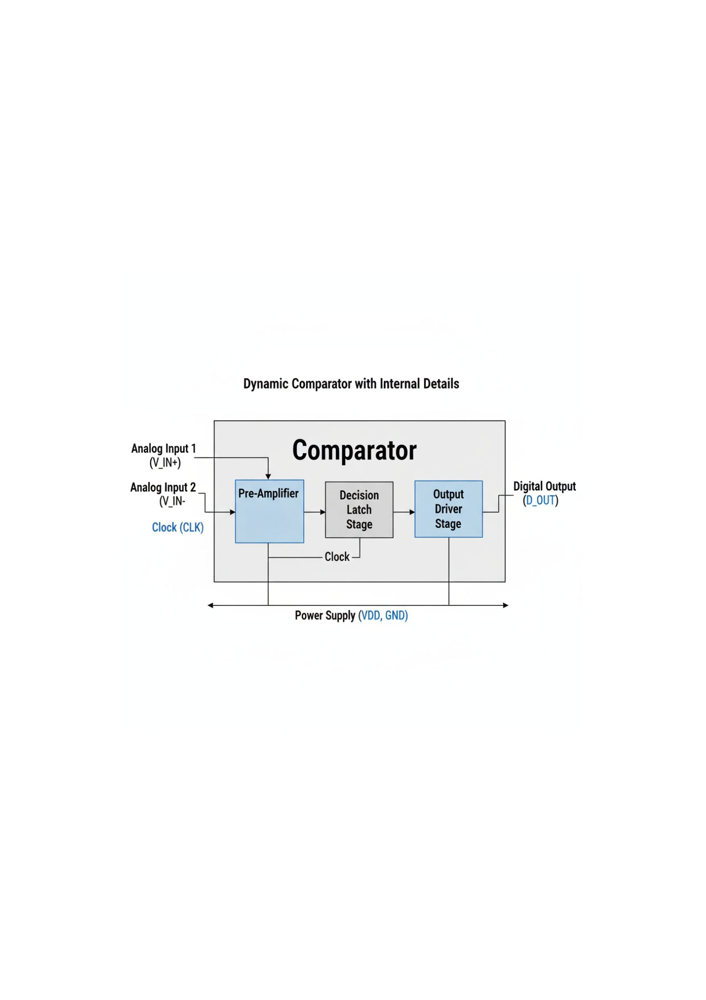 Dynamic Comparator with Internal Details
Comparator
Analog Input 1
(V_IN+)
Analog Input 2
(V_IN-
Clock (CLK)
Pre-Amplifier
Decision
Latch
Stage
Output
Driver
Stage
Digital Output
(D_OUT)
Clock
Power Supply (VDD, GND)